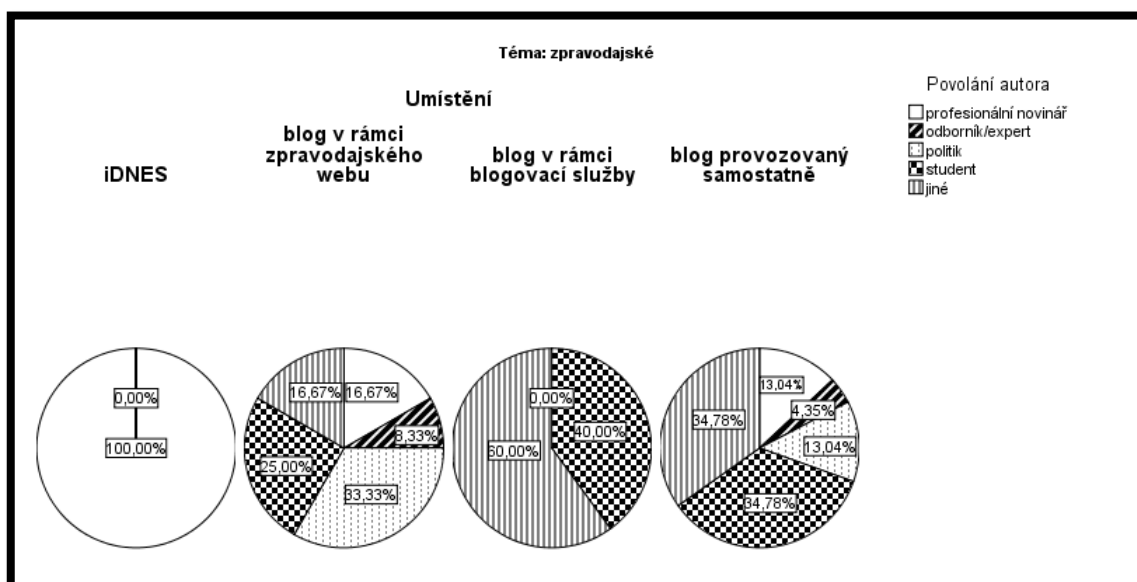 Téma: zpravodajské
Umístění
iDNES
blog v rámci
zpravodajského
webu
blog v rámci
blogovací služby
blog provozovaný
samostatně
Povolání autora
profesionální novinář
odborník/expert
politik
student
jiné
0,00%
100,00%
16,67%
16,67%
8,33%
25,00%
33,33%
0,00%
40,00%
60,00%
13,04%
4,35%
34,78%
13,04%
34,78%